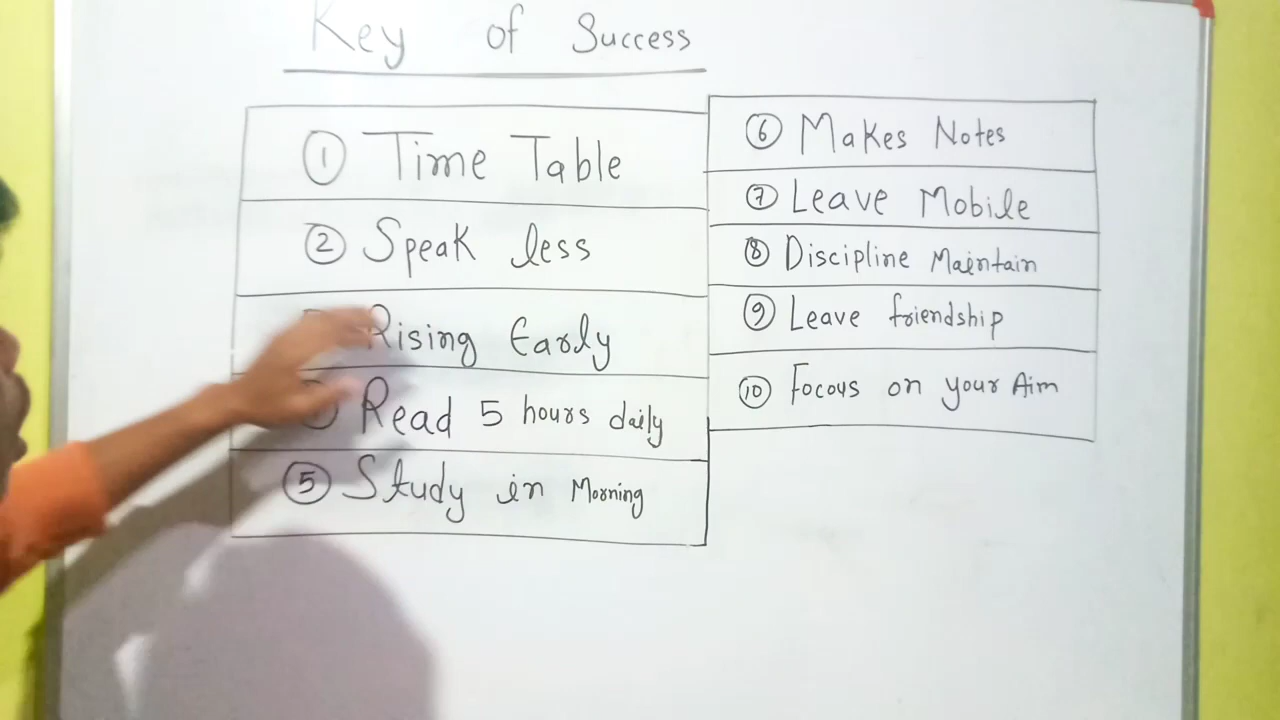 Key of Success
① Time Table
② Speak less
Rising Early
Read 5 hours daily
⑤ Study in Morning
⑥ Makes Notes
⑦ Leave Mobile
⑧ Discipline Maintain
⑨ Leave friendship
⑩ Focous on your Aim